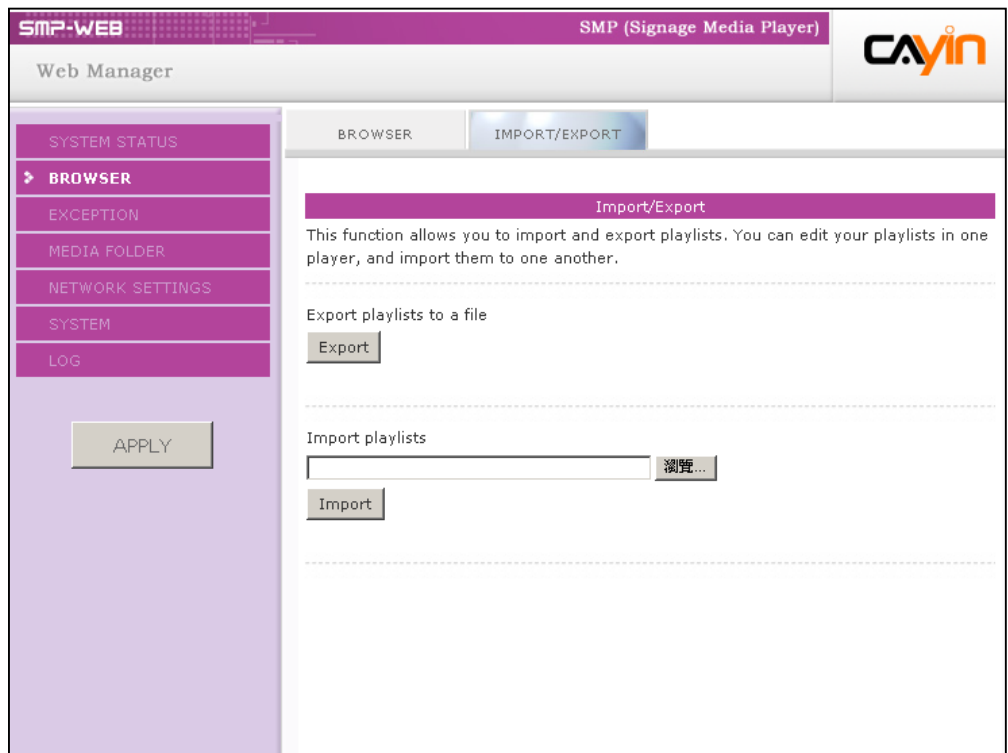 SMP-WEB
SMP (Signage Media Player)
CAYin
Web Manager
SYSTEM STATUS
BROWSER
EXCEPTION
MEDIA FOLDER
NETWORK SETTINGS
SYSTEM
LOG
APPLY
BROWSER
IMPORT/EXPORT
Import/Export
This function allows you to import and export playlists. You can edit your playlists in one
player, and import them to one another.
Export playlists to a file
Export
Import playlists
瀏覽...
Import